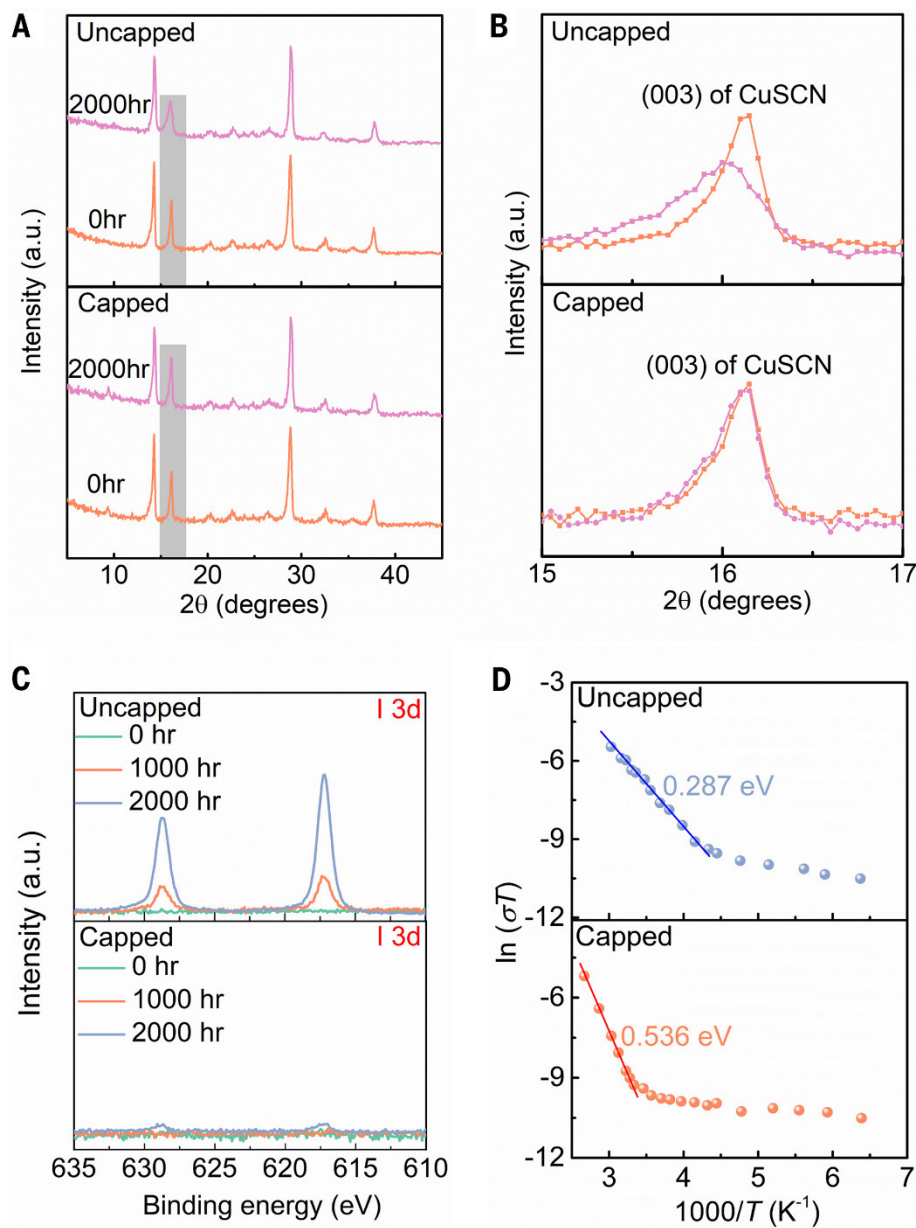 A
Uncapped
2000hr
0hr
Capped
2000hr
0hr
10
20
30
40
2θ (degrees)
Intensity (a.u.)
B
Uncapped
(003) of CuSCN
Capped
(003) of CuSCN
15
16
17
2θ (degrees)
Intensity (a.u.)
C
Uncapped
I 3d
0 hr
1000 hr
2000 hr
Capped
I 3d
0 hr
1000 hr
2000 hr
635
630
625
620
615
610
Binding energy (eV)
Intensity (a.u.)
D
-3
Uncapped
-6
0.287 eV
-9
-12
Capped
-6
0.536 eV
-9
-12
3
4
5
6
7
1000/T (K⁻¹)
ln (σT)